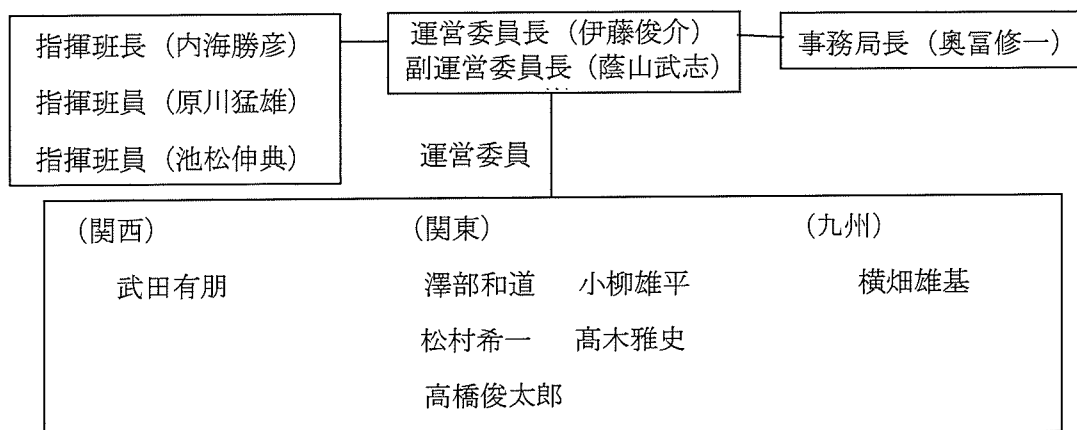 指揮班長(内海勝彦)
指揮班員(原川猛雄)
指揮班員(池松伸典)
運営委員長(伊藤俊介)
副運営委員長(蔭山武志)
事務局長(奥冨修一)
運営委員
(関西)
武田有朋
(関東)
澤部和道 小柳雄平
松村希一 髙木雅史
高橋俊太郎
(九州)
横畑雄基